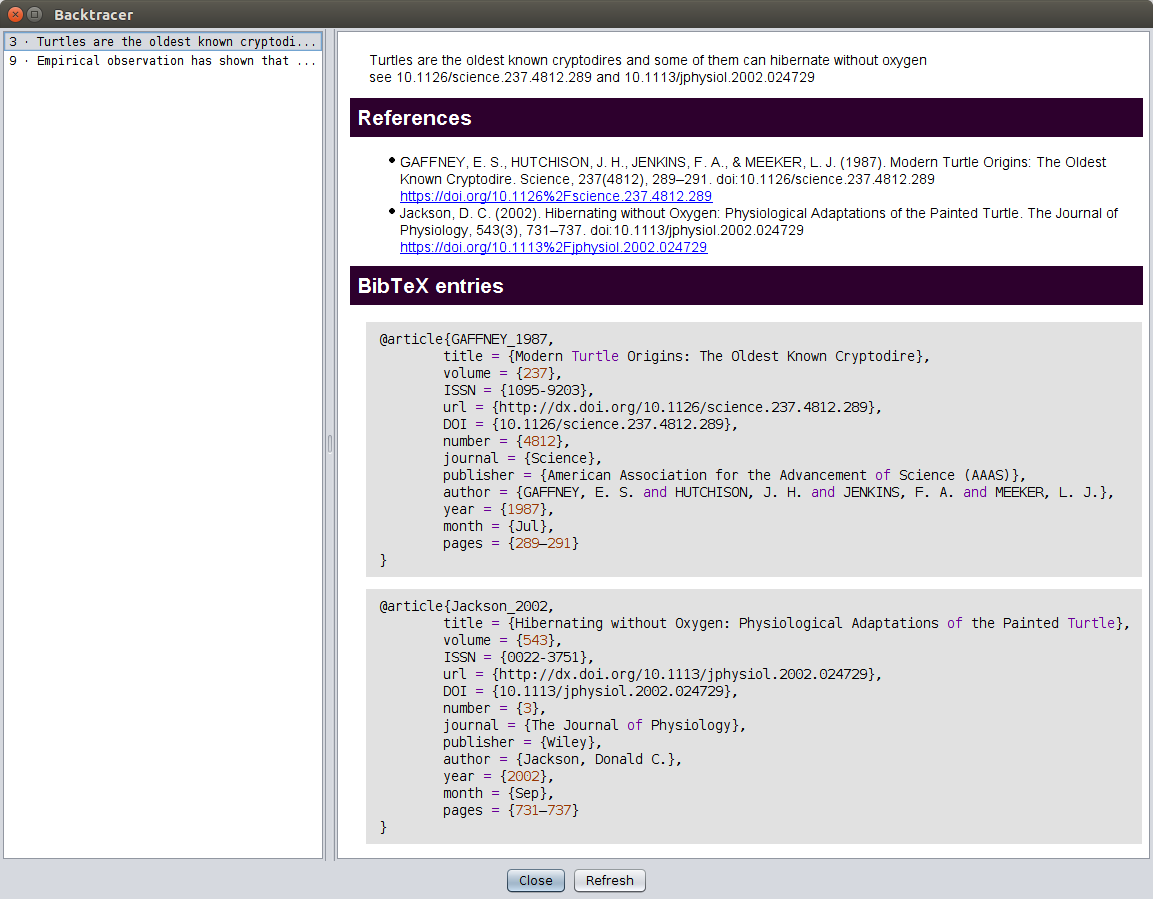 Backtracer
3 · Turtles are the oldest known cryptodi...
9 · Empirical observation has shown that ...
Turtles are the oldest known cryptodires and some of them can hibernate without oxygen
see 10.1126/science.237.4812.289 and 10.1113/jphysiol.2002.024729
References
• GAFFNEY, E. S., HUTCHISON, J. H., JENKINS, F. A., & MEEKER, L. J. (1987). Modern Turtle Origins: The Oldest
Known Cryptodire. Science, 237(4812), 289–291. doi:10.1126/science.237.4812.289
https://doi.org/10.1126%2Fscience.237.4812.289
• Jackson, D. C. (2002). Hibernating without Oxygen: Physiological Adaptations of the Painted Turtle. The Journal of
Physiology, 543(3), 731–737. doi:10.1113/jphysiol.2002.024729
https://doi.org/10.1113%2Fjphysiol.2002.024729
BibTeX entries
@article{GAFFNEY_1987,
title = {Modern Turtle Origins: The Oldest Known Cryptodire},
volume = {237},
ISSN = {1095-9203},
url = {http://dx.doi.org/10.1126/science.237.4812.289},
DOI = {10.1126/science.237.4812.289},
number = {4812},
journal = {Science},
publisher = {American Association for the Advancement of Science (AAAS)},
author = {GAFFNEY, E. S. and HUTCHISON, J. H. and JENKINS, F. A. and MEEKER, L. J.},
year = {1987},
month = {Jul},
pages = {289–291}
}
@article{Jackson_2002,
title = {Hibernating without Oxygen: Physiological Adaptations of the Painted Turtle},
volume = {543},
ISSN = {0022-3751},
url = {http://dx.doi.org/10.1113/jphysiol.2002.024729},
DOI = {10.1113/jphysiol.2002.024729},
number = {3},
journal = {The Journal of Physiology},
publisher = {Wiley},
author = {Jackson, Donald C.},
year = {2002},
month = {Sep},
pages = {731–737}
}
Close
Refresh